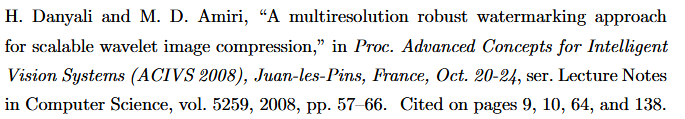 H. Danyali and M. D. Amiri, “A multiresolution robust watermarking approach
for scalable wavelet image compression,” in Proc. Advanced Concepts for Intelligent
Vision Systems (ACIVS 2008), Juan-les-Pins, France, Oct. 20-24, ser. Lecture Notes
in Computer Science, vol. 5259, 2008, pp. 57–66. Cited on pages 9, 10, 64, and 138.